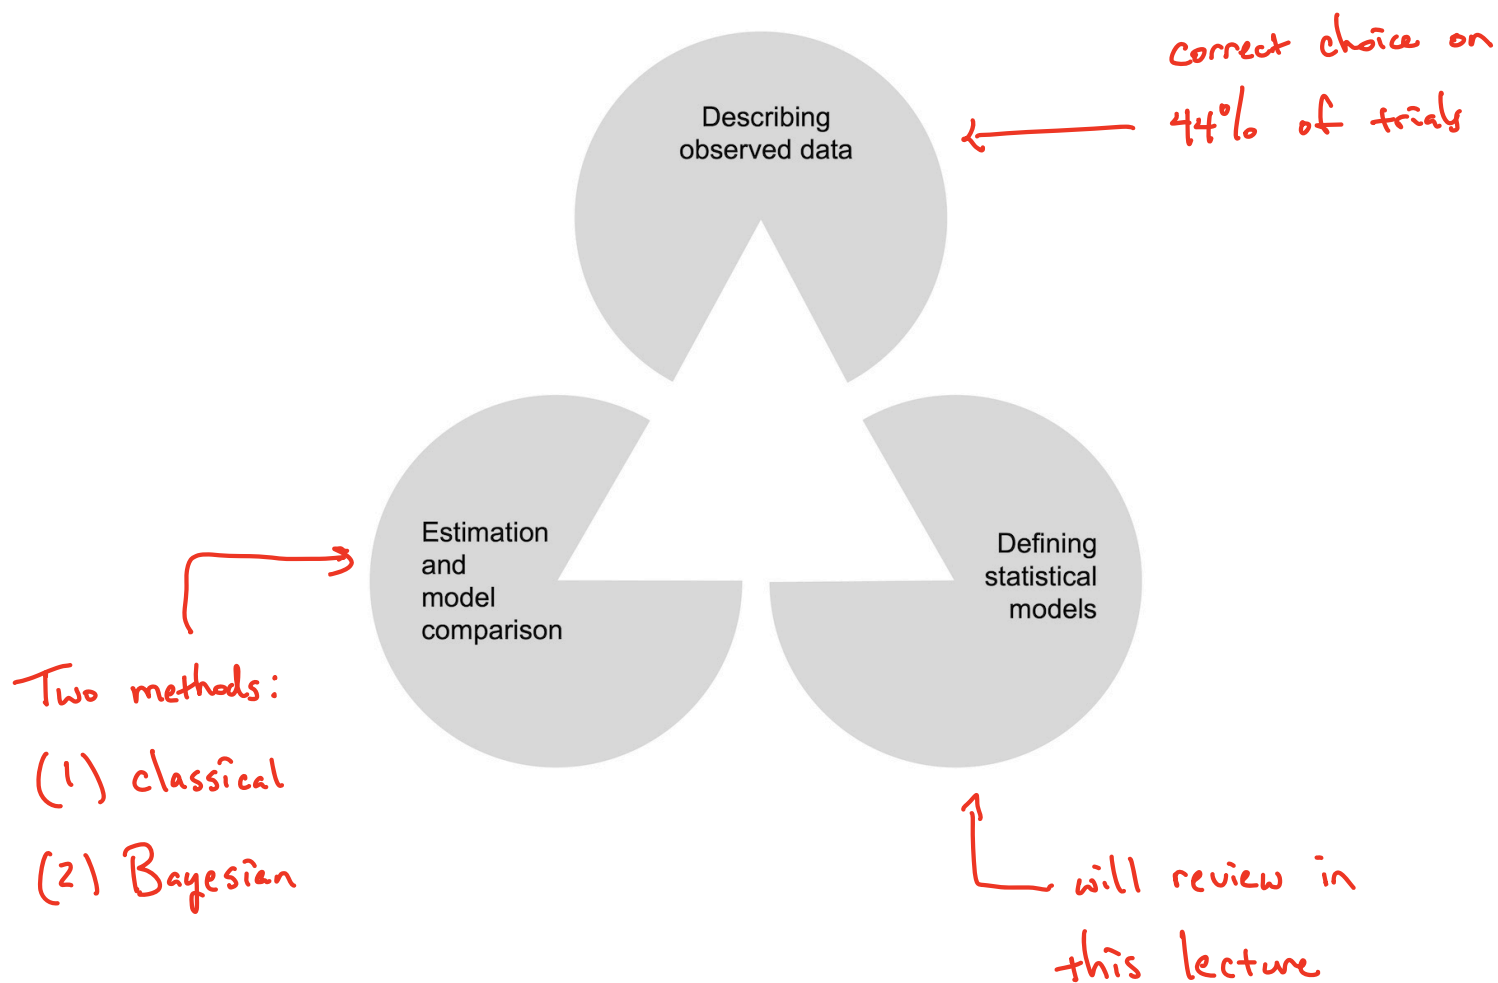 Describing
observed data
correct choice on
44% of trials
Estimation
and
model
comparison
Defining
statistical
models
Two methods:
(1) classical
(2) Bayesian
will review in
this lecture